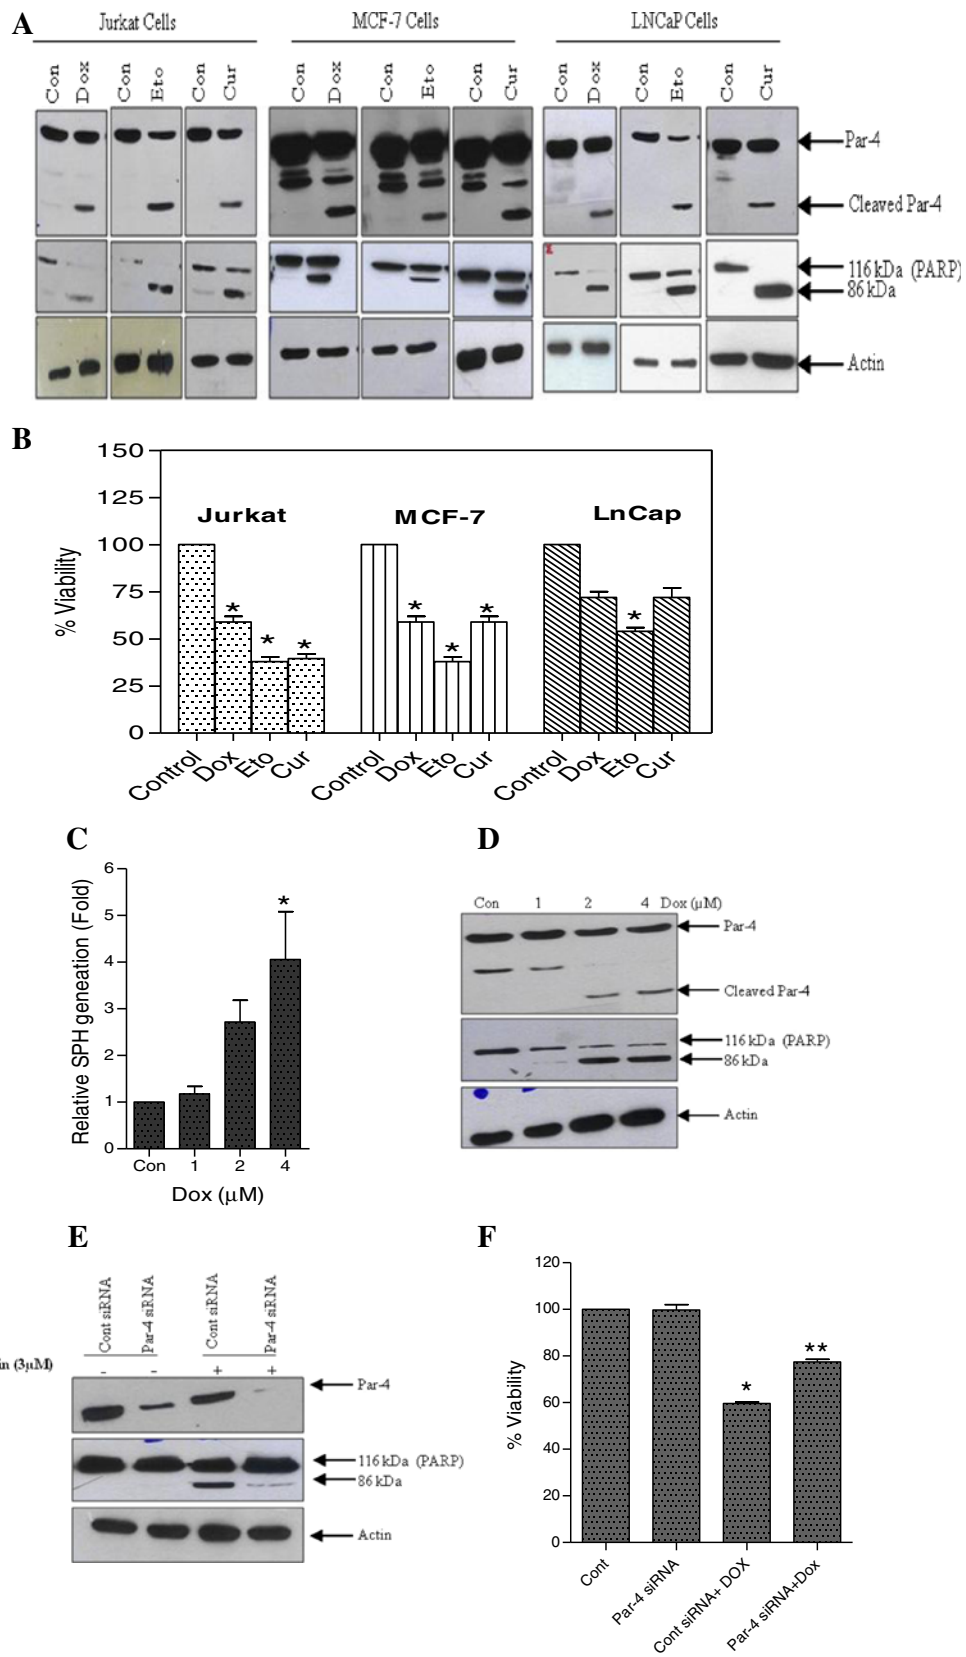 A
Jurkat Cells
MCF-7 Cells
LNCaP Cells
Con Dox Con Eto Con Cur
Con Dox Con Eto Con Cur
Con Dox Con Eto Con Cur
Par-4
Cleaved Par-4
116 kDa (PARP)
86 kDa
Actin
B
150
125
100
75
50
25
0
% Viability
Jurkat
MCF-7
LnCap
* * *
* * *
*
Control Dox Eto Cur
Control Dox Eto Cur
Control Dox Eto Cur
C
6
5
4
3
2
1
0
Relative SPH geneation (Fold)
*
Con 1 2 4
Dox (μM)
D
Con 1 2 4 Dox (μM)
Par-4
Cleaved Par-4
116 kDa (PARP)
86 kDa
Actin
E
Cont siRNA
Par-4 siRNA
Cont siRNA
Par-4 siRNA
in (3μM)
- - + +
Par-4
116 kDa (PARP)
86 kDa
Actin
F
120
100
80
60
40
20
0
% Viability
*
**
Cont
Par-4 siRNA
Cont siRNA+ DOX
Par-4 siRNA+Dox